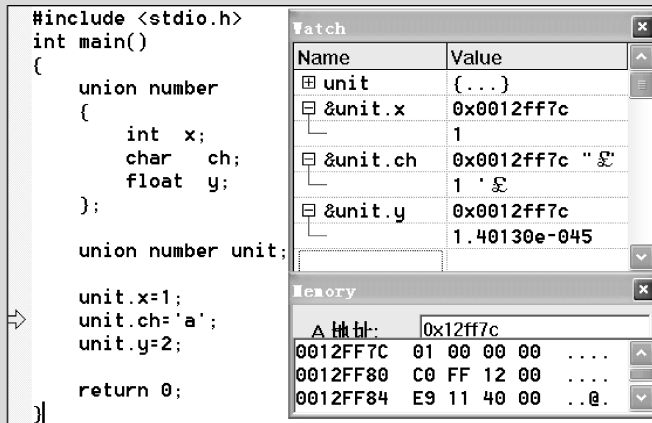 #include <stdio.h>
int main()
{
union number
{
int x;
char ch;
float y;
};
union number unit;
unit.x=1;
unit.ch='a';
unit.y=2;
return 0;
}
Watch
Name Value
unit {...}
&unit.x 0x0012ff7c
1
&unit.ch 0x0012ff7c "£"
1 '£
&unit.y 0x0012ff7c
1.40130e-045
Memory
地址: 0x12ff7c
0012FF7C 01 00 00 00 ....
0012FF80 C0 FF 12 00 ....
0012FF84 E9 11 40 00 ..@.